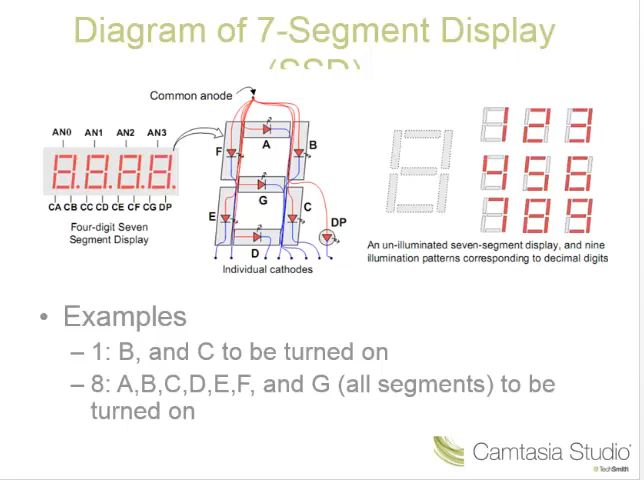 Diagram of 7-Segment Display
(SSD)
Common anode
AN0 AN1 AN2 AN3
CA CB CC CD CE CF CG DP
Four-digit Seven
Segment Display
A
F
B
G
E
C
DP
D
Individual cathodes
An un-illuminated seven-segment display, and nine
illumination patterns corresponding to decimal digits
• Examples
– 1: B, and C to be turned on
– 8: A,B,C,D,E,F, and G (all segments) to be
turned on
Camtasia Studio
TechSmith